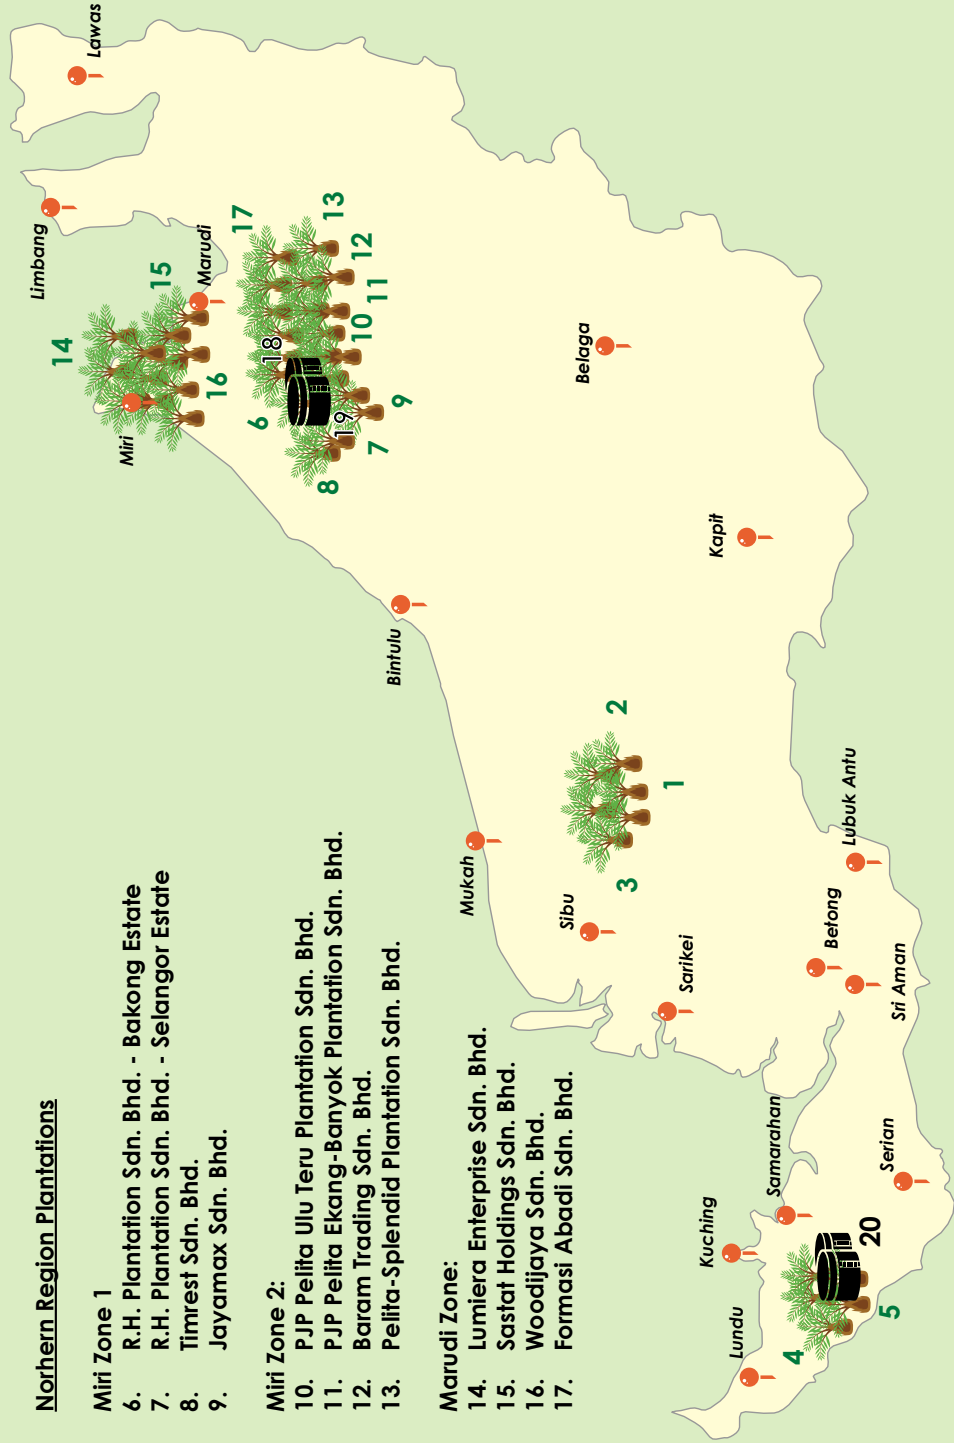 Norhern Region Plantations
Miri Zone 1
6. R.H. Plantation Sdn. Bhd. - Bakong Estate
7. R.H. Plantation Sdn. Bhd. - Selangor Estate
8. Timrest Sdn. Bhd.
9. Jayamax Sdn. Bhd.
Miri Zone 2:
10. PJP Pelita Ulu Teru Plantation Sdn. Bhd.
11. PJP Pelita Ekang-Banyok Plantation Sdn. Bhd.
12. Baram Trading Sdn. Bhd.
13. Pelita-Splendid Plantation Sdn. Bhd.
Marudi Zone:
14. Lumiera Enterprise Sdn. Bhd.
15. Sastat Holdings Sdn. Bhd.
16. Woodijaya Sdn. Bhd.
17. Formasi Abadi Sdn. Bhd.
Lawas
Limbang
14
15
Marudi
Miri
16
17
13
18
12
6
11
10
19
9
7
8
Bintulu
Belaga
Kapit
Mukah
2
1
3
Sibu
Sarikei
Lubuk Antu
Betong
Sri Aman
Samarahan
Kuching
Serian
Lundu
20
4
5